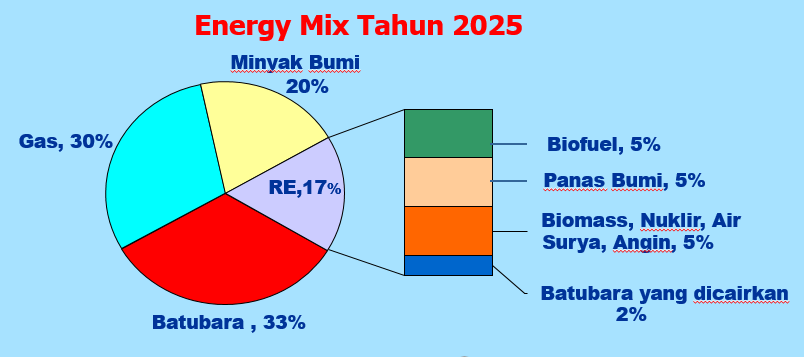 Energy Mix Tahun 2025
Minyak Bumi
20%
Gas, 30%
RE,17%
Batubara , 33%
Biofuel, 5%
Panas Bumi, 5%
Biomass, Nuklir, Air
Surya, Angin, 5%
Batubara yang dicairkan
2%